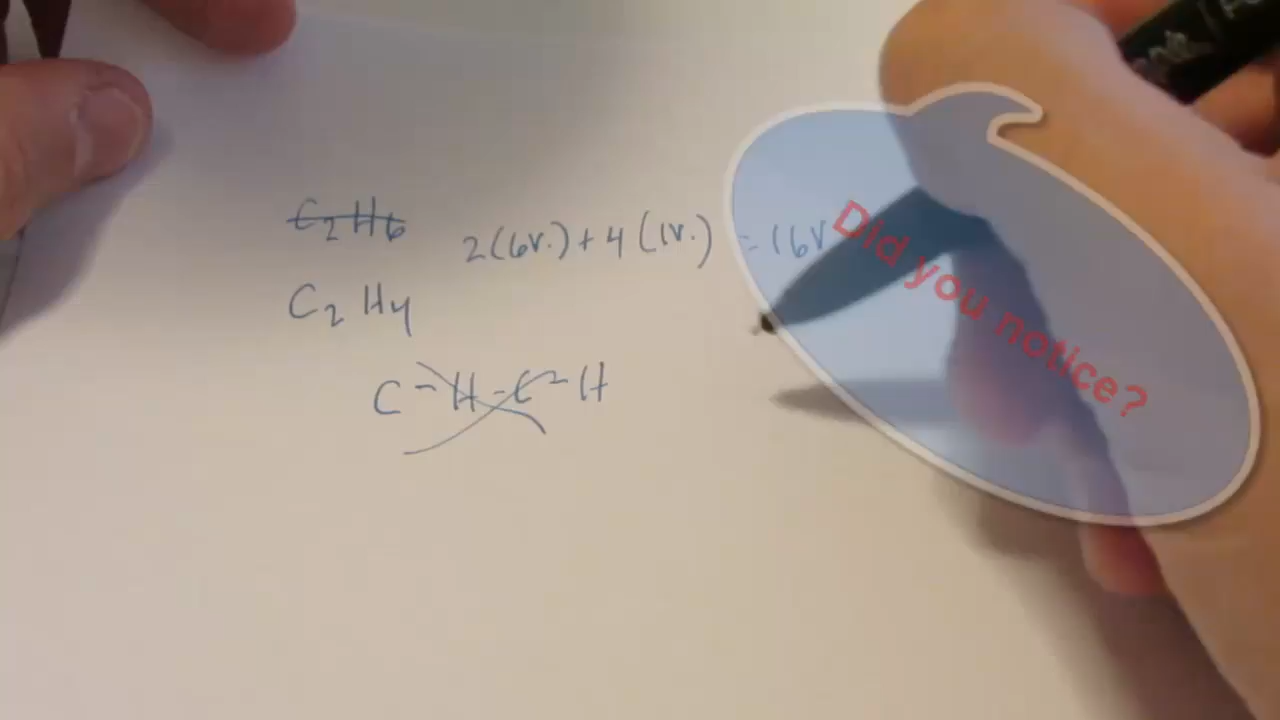 C2H6
2(6v.)+4(1v.) =16v
C2H4
C-H-C-H
Did you notice?